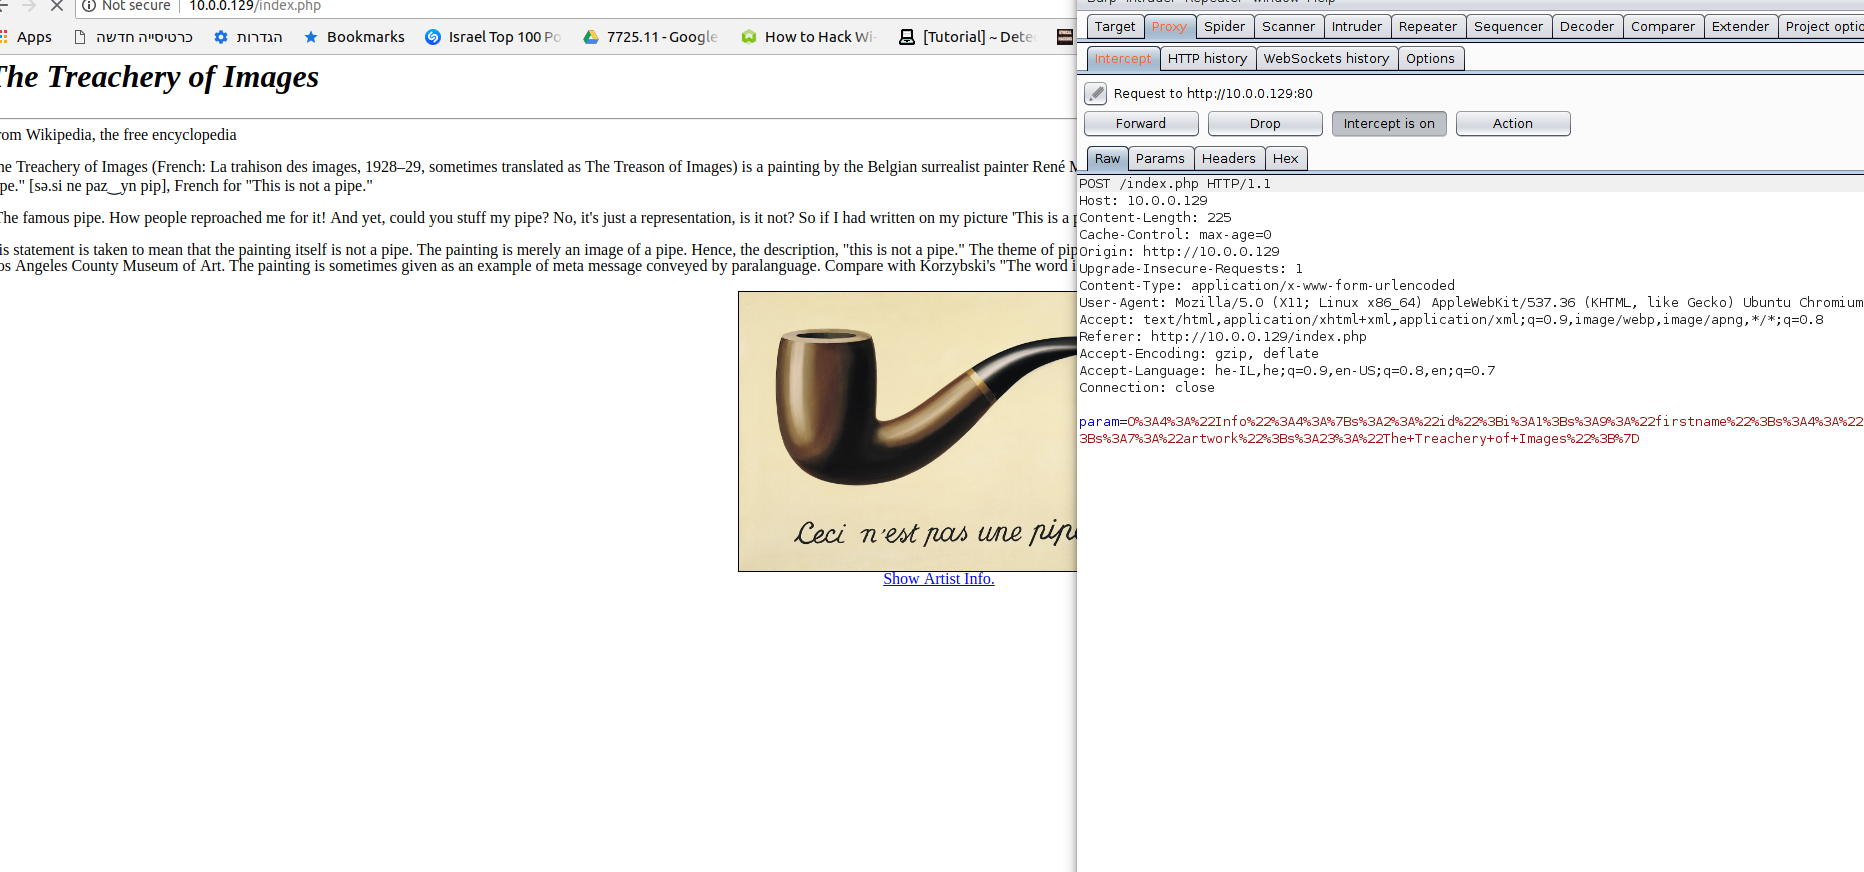 10.0.0.129/index.php
Not secure
Apps
כרטיסייה חדשה
הגדרות
Bookmarks
Israel Top 100 Po
7725.11 - Google
How to Hack Wi-
[Tutorial] ~ Dete
The Treachery of Images
rom Wikipedia, the free encyclopedia
he Treachery of Images (French: La trahison des images, 1928–29, sometimes translated as The Treason of Images) is a painting by the Belgian surrealist painter René M
pe." [sə.si ne paz‿yn pip], French for "This is not a pipe."
The famous pipe. How people reproached me for it! And yet, could you stuff my pipe? No, it's just a representation, is it not? So if I had written on my picture 'This is a p
is statement is taken to mean that the painting itself is not a pipe. The painting is merely an image of a pipe. Hence, the description, "this is not a pipe." The theme of pip
os Angeles County Museum of Art. The painting is sometimes given as an example of meta message conveyed by paralanguage. Compare with Korzybski's "The word i
Ceci n'est pas une pipe
Show Artist Info.
Burp Intruder Repeater Window Help
Target Proxy Spider Scanner Intruder Repeater Sequencer Decoder Comparer Extender Project optio
Intercept HTTP history WebSockets history Options
Request to http://10.0.0.129:80
Forward Drop Intercept is on Action
Raw Params Headers Hex
POST /index.php HTTP/1.1
Host: 10.0.0.129
Content-Length: 225
Cache-Control: max-age=0
Origin: http://10.0.0.129
Upgrade-Insecure-Requests: 1
Content-Type: application/x-www-form-urlencoded
User-Agent: Mozilla/5.0 (X11; Linux x86_64) AppleWebKit/537.36 (KHTML, like Gecko) Ubuntu Chromium
Accept: text/html,application/xhtml+xml,application/xml;q=0.9,image/webp,image/apng,*/*;q=0.8
Referer: http://10.0.0.129/index.php
Accept-Encoding: gzip, deflate
Accept-Language: he-IL,he;q=0.9,en-US;q=0.8,en;q=0.7
Connection: close
param=O%3A4%3A%22Info%22%3A4%3A%7Bs%3A2%3A%22id%22%3Bi%3A1%3Bs%3A9%3A%22firstname%22%3Bs%3A4%3A%22
3Bs%3A7%3A%22artwork%22%3Bs%3A23%3A%22The+Treachery+of+Images%22%3B%7D